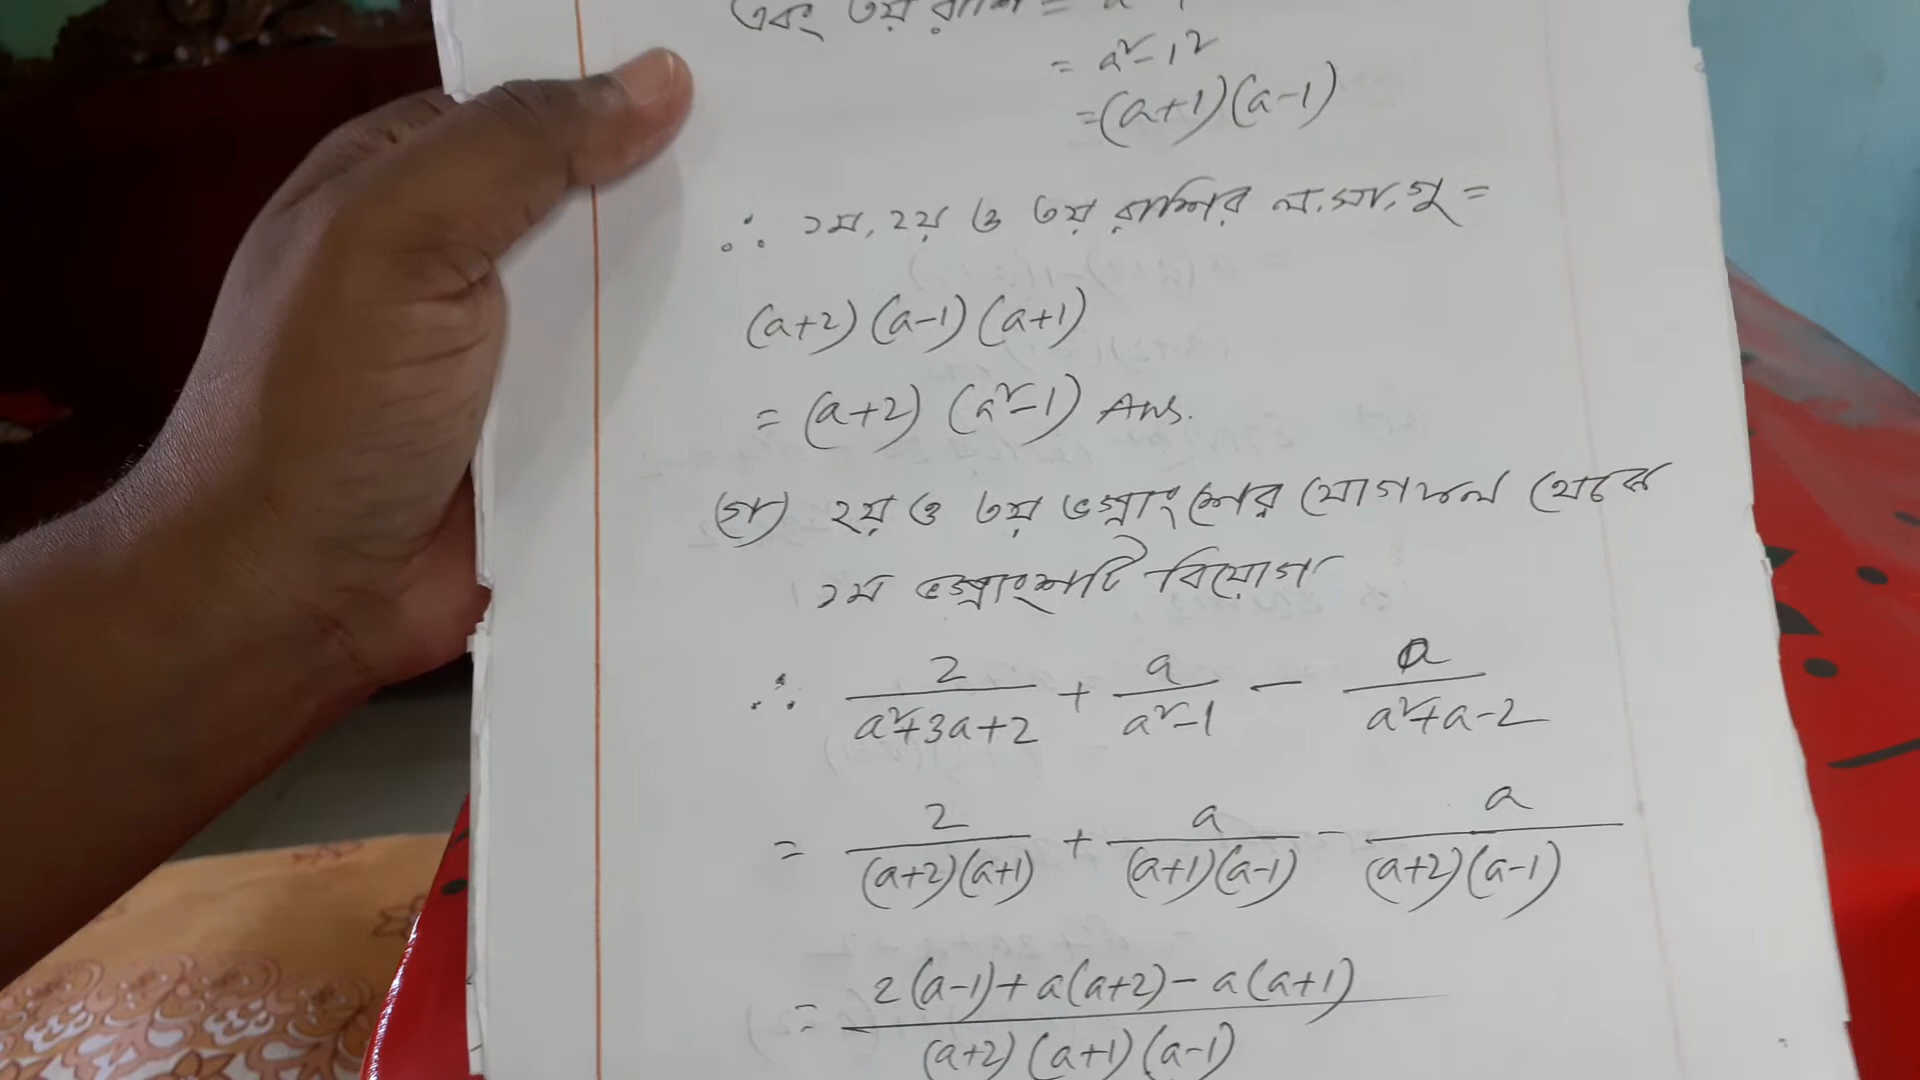 এবং ৩য় রাশি =
= a² - 1²
= (a+1)(a-1)
∴ ১ম, ২য় ও ৩য় রাশির ল.সা.গু =
(a+2)(a-1)(a+1)
= (a+2)(a²-1) Ans.
(গ) ২য় ও ৩য় ভগ্নাংশের যোগফল থেকে
১ম ভগ্নাংশটি বিয়োগ
∴ 2/(a²+3a+2) + a/(a²-1) - a/(a²+a-2)
= 2/((a+2)(a+1)) + a/((a+1)(a-1)) - a/((a+2)(a-1))
= (2(a-1)+a(a+2)-a(a+1))/((a+2)(a+1)(a-1))